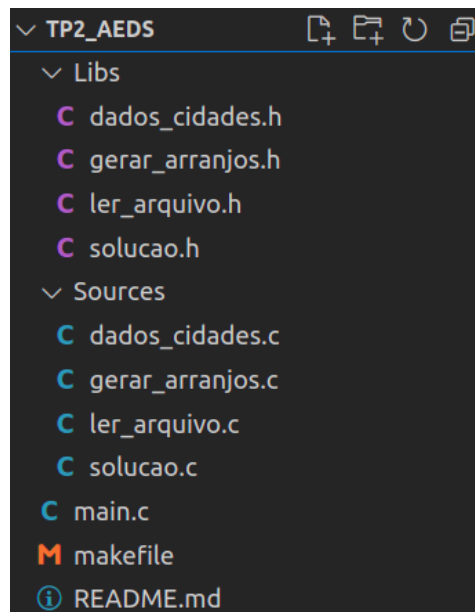 TP2_AEDS
Libs
C dados_cidades.h
C gerar_arranjos.h
C ler_arquivo.h
C solucao.h
Sources
C dados_cidades.c
C gerar_arranjos.c
C ler_arquivo.c
C solucao.c
C main.c
M makefile
README.md